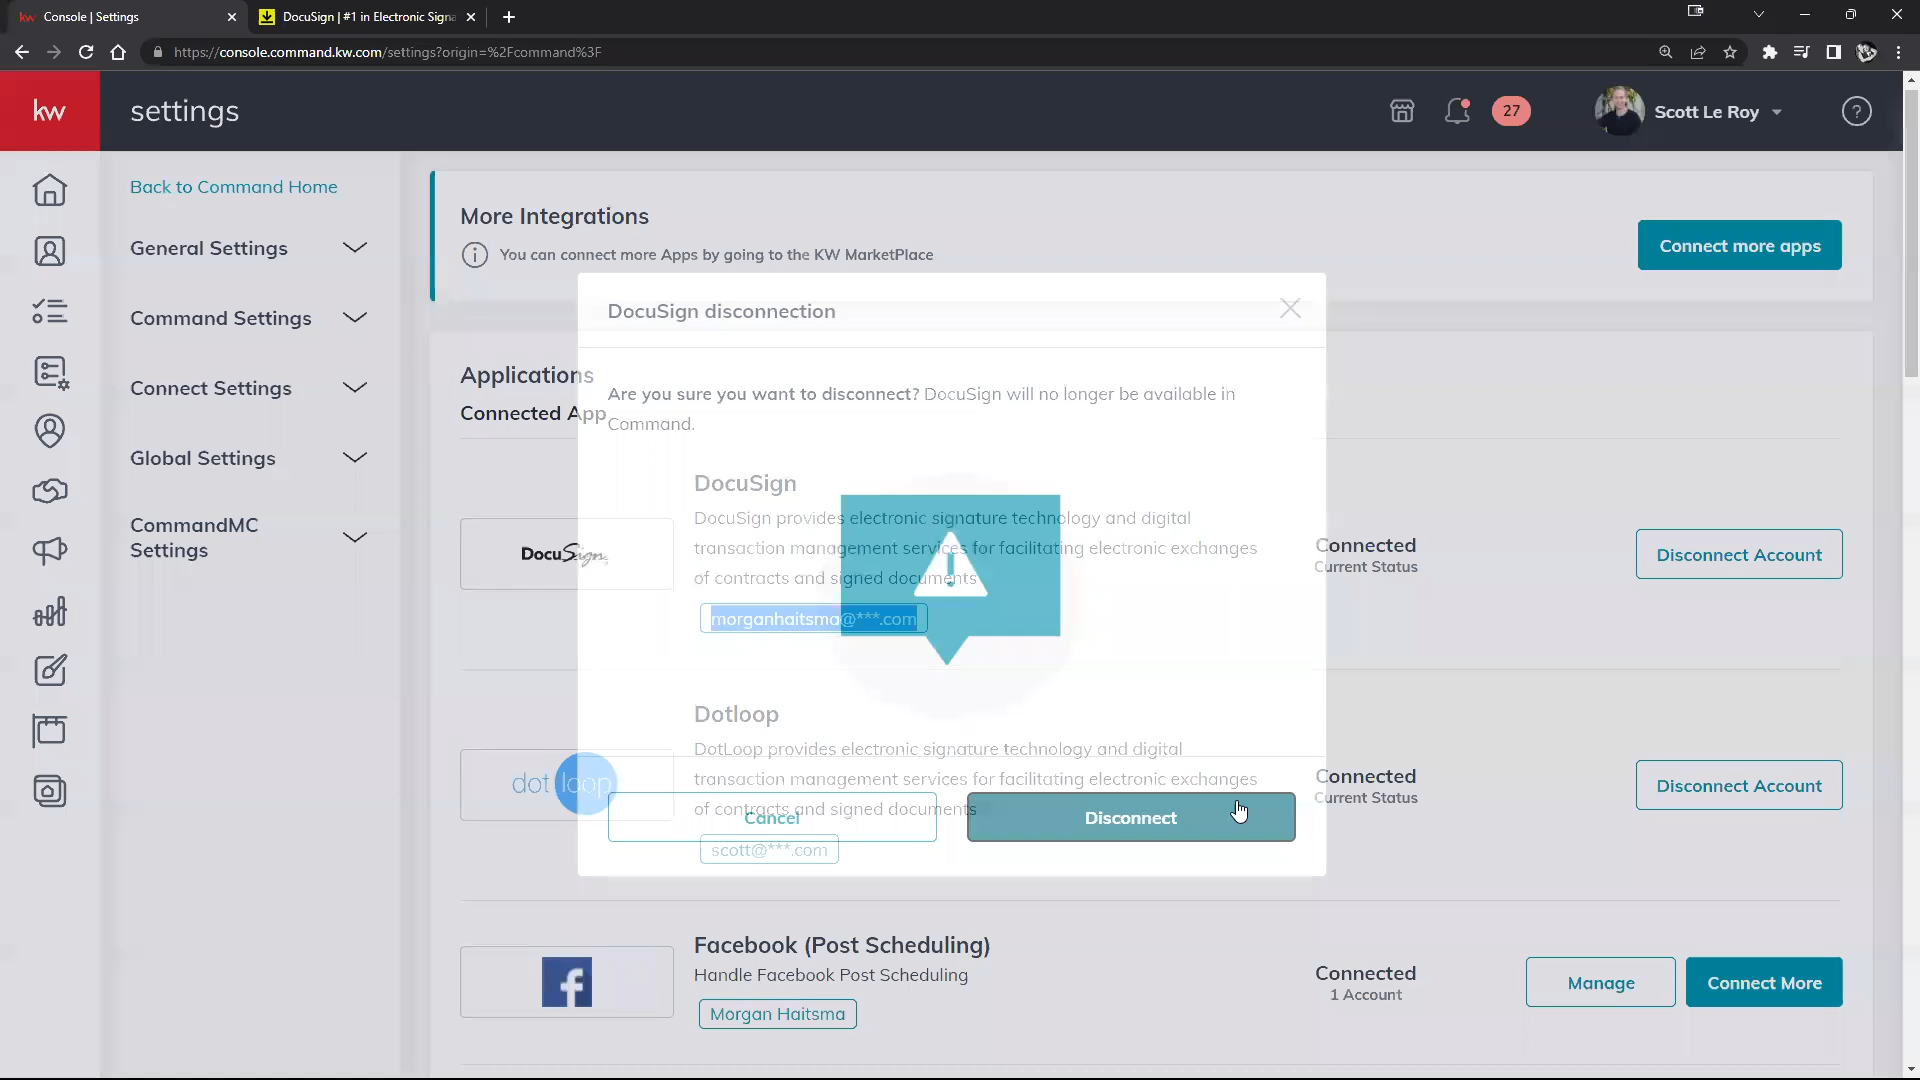 Console | Settings
DocuSign | #1 in Electronic Signa
https://console.command.kw.com/settings?origin=%2Fcommand%3F
kw
settings
27
Scott Le Roy
?
Back to Command Home
General Settings
Command Settings
Connect Settings
Global Settings
CommandMC
Settings
More Integrations
You can connect more Apps by going to the KW MarketPlace
Connect more apps
DocuSign disconnection
Applications
Are you sure you want to disconnect? DocuSign will no longer be available in
Command.
Connected App
DocuSign
DocuSign
DocuSign provides electronic signature technology and digital
transaction management services for facilitating electronic exchanges
of contracts and signed documents
morganhaitsma@***.com
Connected
Current Status
Disconnect Account
dot loop
Dotloop
DotLoop provides electronic signature technology and digital
transaction management services for facilitating electronic exchanges
of contracts and signed documents
scott@***.com
Connected
Current Status
Disconnect Account
Cancel
Disconnect
Facebook (Post Scheduling)
Handle Facebook Post Scheduling
Morgan Haitsma
Connected
1 Account
Manage
Connect More